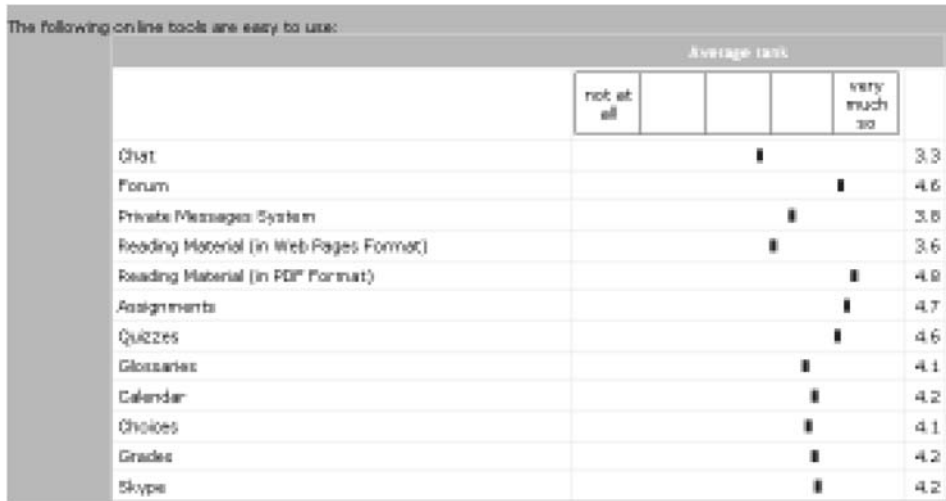 The following online tools are easy to use:
Average rank
not at all
very much so
Chat 3.3
Forum 4.6
Private Messages System 3.8
Reading Material (in Web Pages Format) 3.6
Reading Material (in PDF Format) 4.8
Assignments 4.7
Quizzes 4.6
Glossaries 4.1
Calendar 4.2
Choices 4.1
Grades 4.2
Skype 4.2